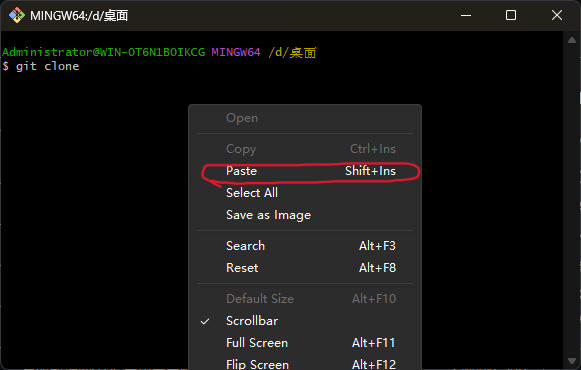 MINGW64:/d/桌面
Administrator@WIN-OT6N1BOIKCG MINGW64 /d/桌面
$ git clone
Open
Copy Ctrl+Ins
Paste Shift+Ins
Select All
Save as Image
Search Alt+F3
Reset Alt+F8
Default Size Alt+F10
Scrollbar
Full Screen Alt+F11
Flip Screen Alt+F12